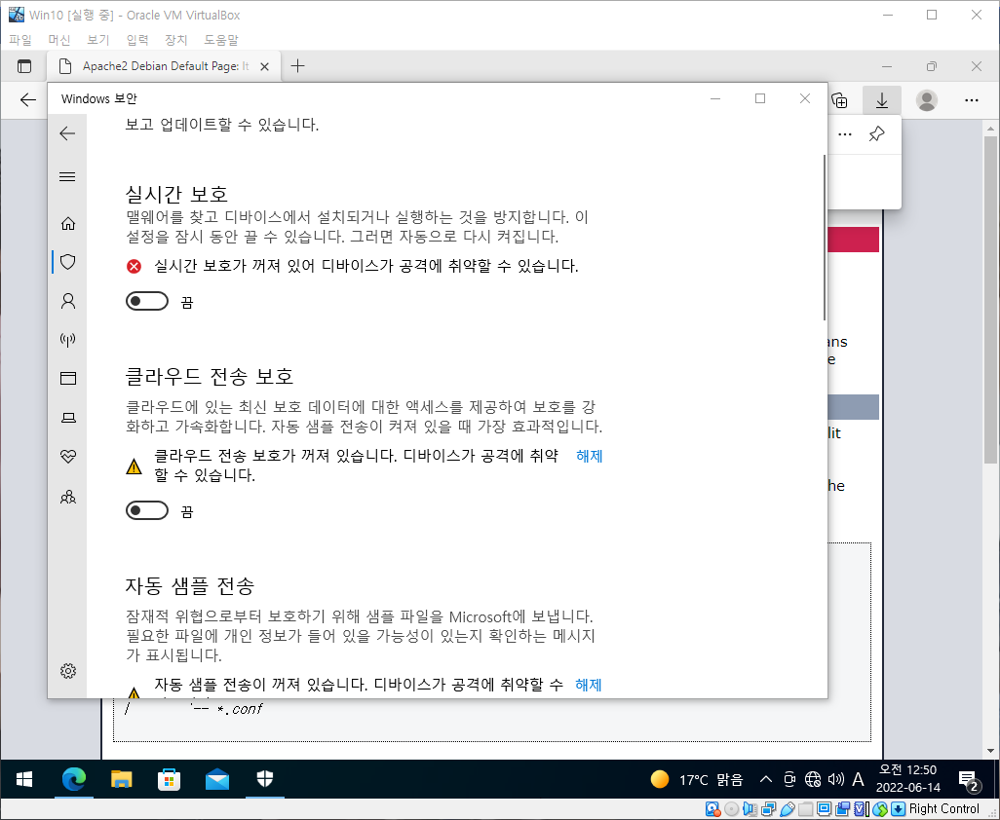 Win10 [실행 중] - Oracle VM VirtualBox
파일 머신 보기 입력 장치 도움말
Apache2 Debian Default Page: It
Windows 보안
보고 업데이트할 수 있습니다.
실시간 보호
맬웨어를 찾고 디바이스에서 설치되거나 실행하는 것을 방지합니다. 이
설정을 잠시 동안 끌 수 있습니다. 그러면 자동으로 다시 켜집니다.
실시간 보호가 꺼져 있어 디바이스가 공격에 취약할 수 있습니다.
끔
클라우드 전송 보호
클라우드에 있는 최신 보호 데이터에 대한 액세스를 제공하여 보호를 강
화하고 가속화합니다. 자동 샘플 전송이 켜져 있을 때 가장 효과적입니다.
클라우드 전송 보호가 꺼져 있습니다. 디바이스가 공격에 취약 해제
할 수 있습니다.
끔
자동 샘플 전송
잠재적 위협으로부터 보호하기 위해 샘플 파일을 Microsoft에 보냅니다.
필요한 파일에 개인 정보가 들어 있을 가능성이 있는지 확인하는 메시지
가 표시됩니다.
자동 샘플 전송이 꺼져 있습니다. 디바이스가 공격에 취약할 수 해제
ans
e
lit
he
/ `-- *.conf
17°C 맑음
A
오전 12:50
2022-06-14
2
Right Control